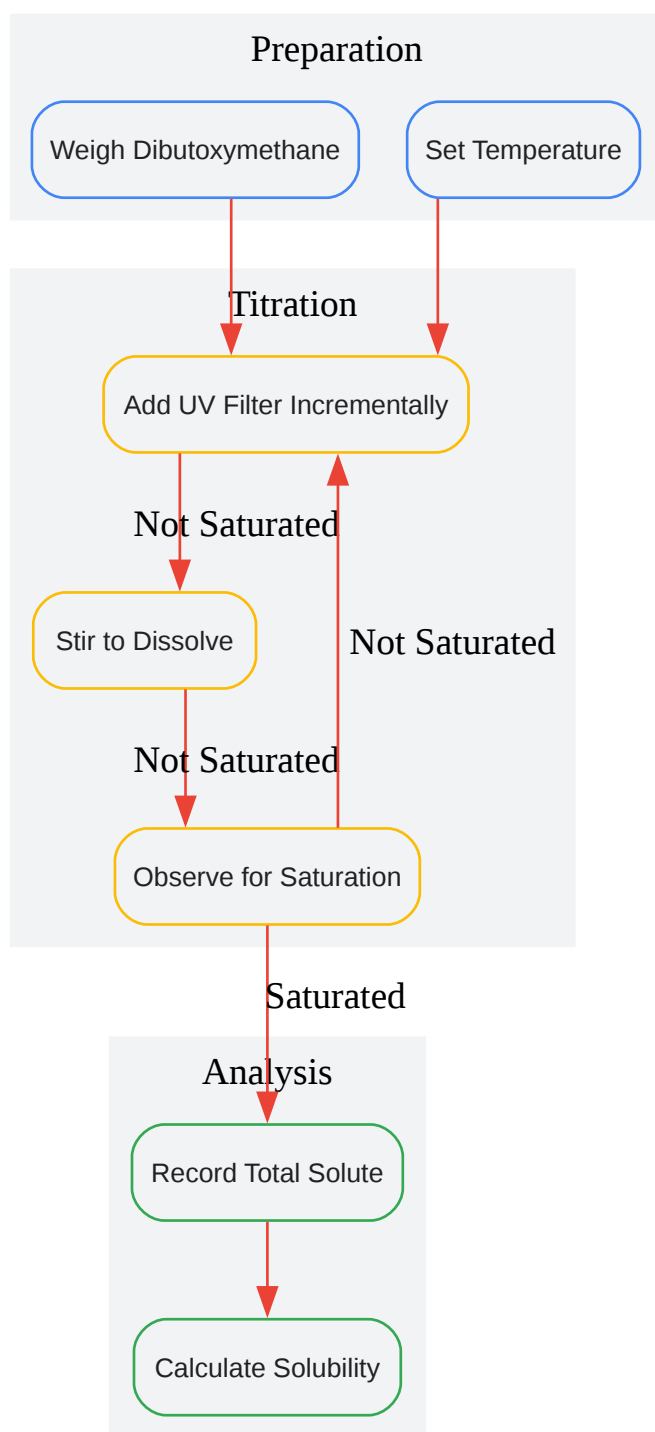 Preparation
Weigh Dibutoxymethane
Set Temperature
Titration
Add UV Filter Incrementally
Not Saturated
Stir to Dissolve
Not Saturated
Not Saturated
Observe for Saturation
Saturated
Analysis
Record Total Solute
Calculate Solubility